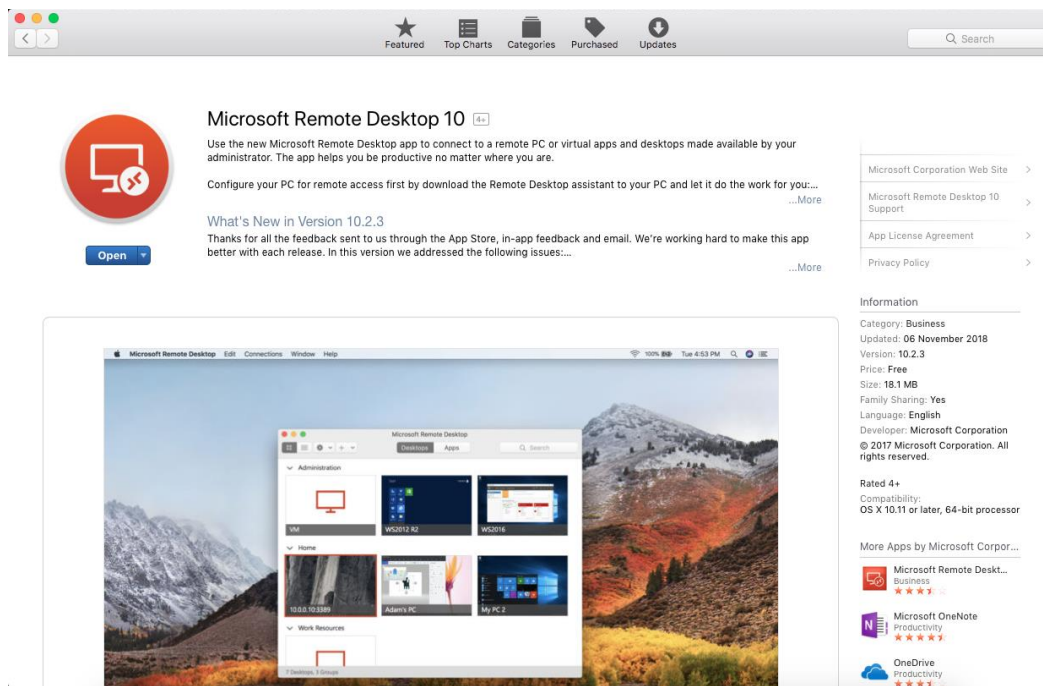 Featured
Top Charts
Categories
Purchased
Updates
Search
Microsoft Remote Desktop 10 4+
Use the new Microsoft Remote Desktop app to connect to a remote PC or virtual apps and desktops made available by your
administrator. The app helps you be productive no matter where you are.
Configure your PC for remote access first by download the Remote Desktop assistant to your PC and let it do the work for you:...
...More
What's New in Version 10.2.3
Thanks for all the feedback sent to us through the App Store, in-app feedback and email. We're working hard to make this app
better with each release. In this version we addressed the following issues:...
...More
Open
Microsoft Remote Desktop Edit Connections Window Help
100% Tue 4:53 PM
Microsoft Remote Desktop
Desktops Apps
Search
Administration
VM
WS2012 R2
WS2016
Home
10.0.0.10:3389
Adam's PC
My PC 2
Work Resources
7 Desktops, 3 Groups
Microsoft Corporation Web Site
Microsoft Remote Desktop 10
Support
App License Agreement
Privacy Policy
Information
Category: Business
Updated: 06 November 2018
Version: 10.2.3
Price: Free
Size: 18.1 MB
Family Sharing: Yes
Language: English
Developer: Microsoft Corporation
© 2017 Microsoft Corporation. All
rights reserved.
Rated 4+
Compatibility:
OS X 10.11 or later, 64-bit processor
More Apps by Microsoft Corpor...
Microsoft Remote Deskt...
Business
Microsoft OneNote
Productivity
OneDrive
Productivity